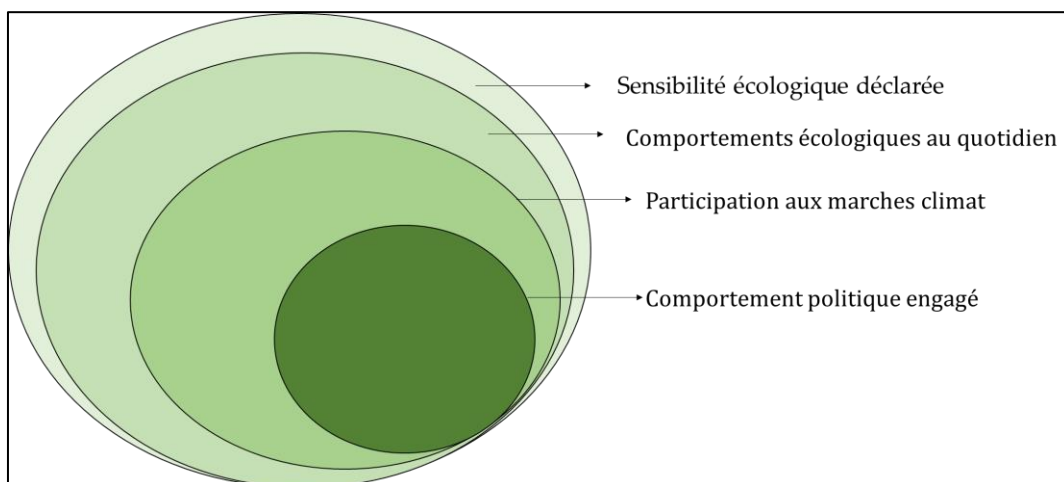 Sensibilité écologique déclarée
Comportements écologiques au quotidien
Participation aux marches climat
Comportement politique engagé